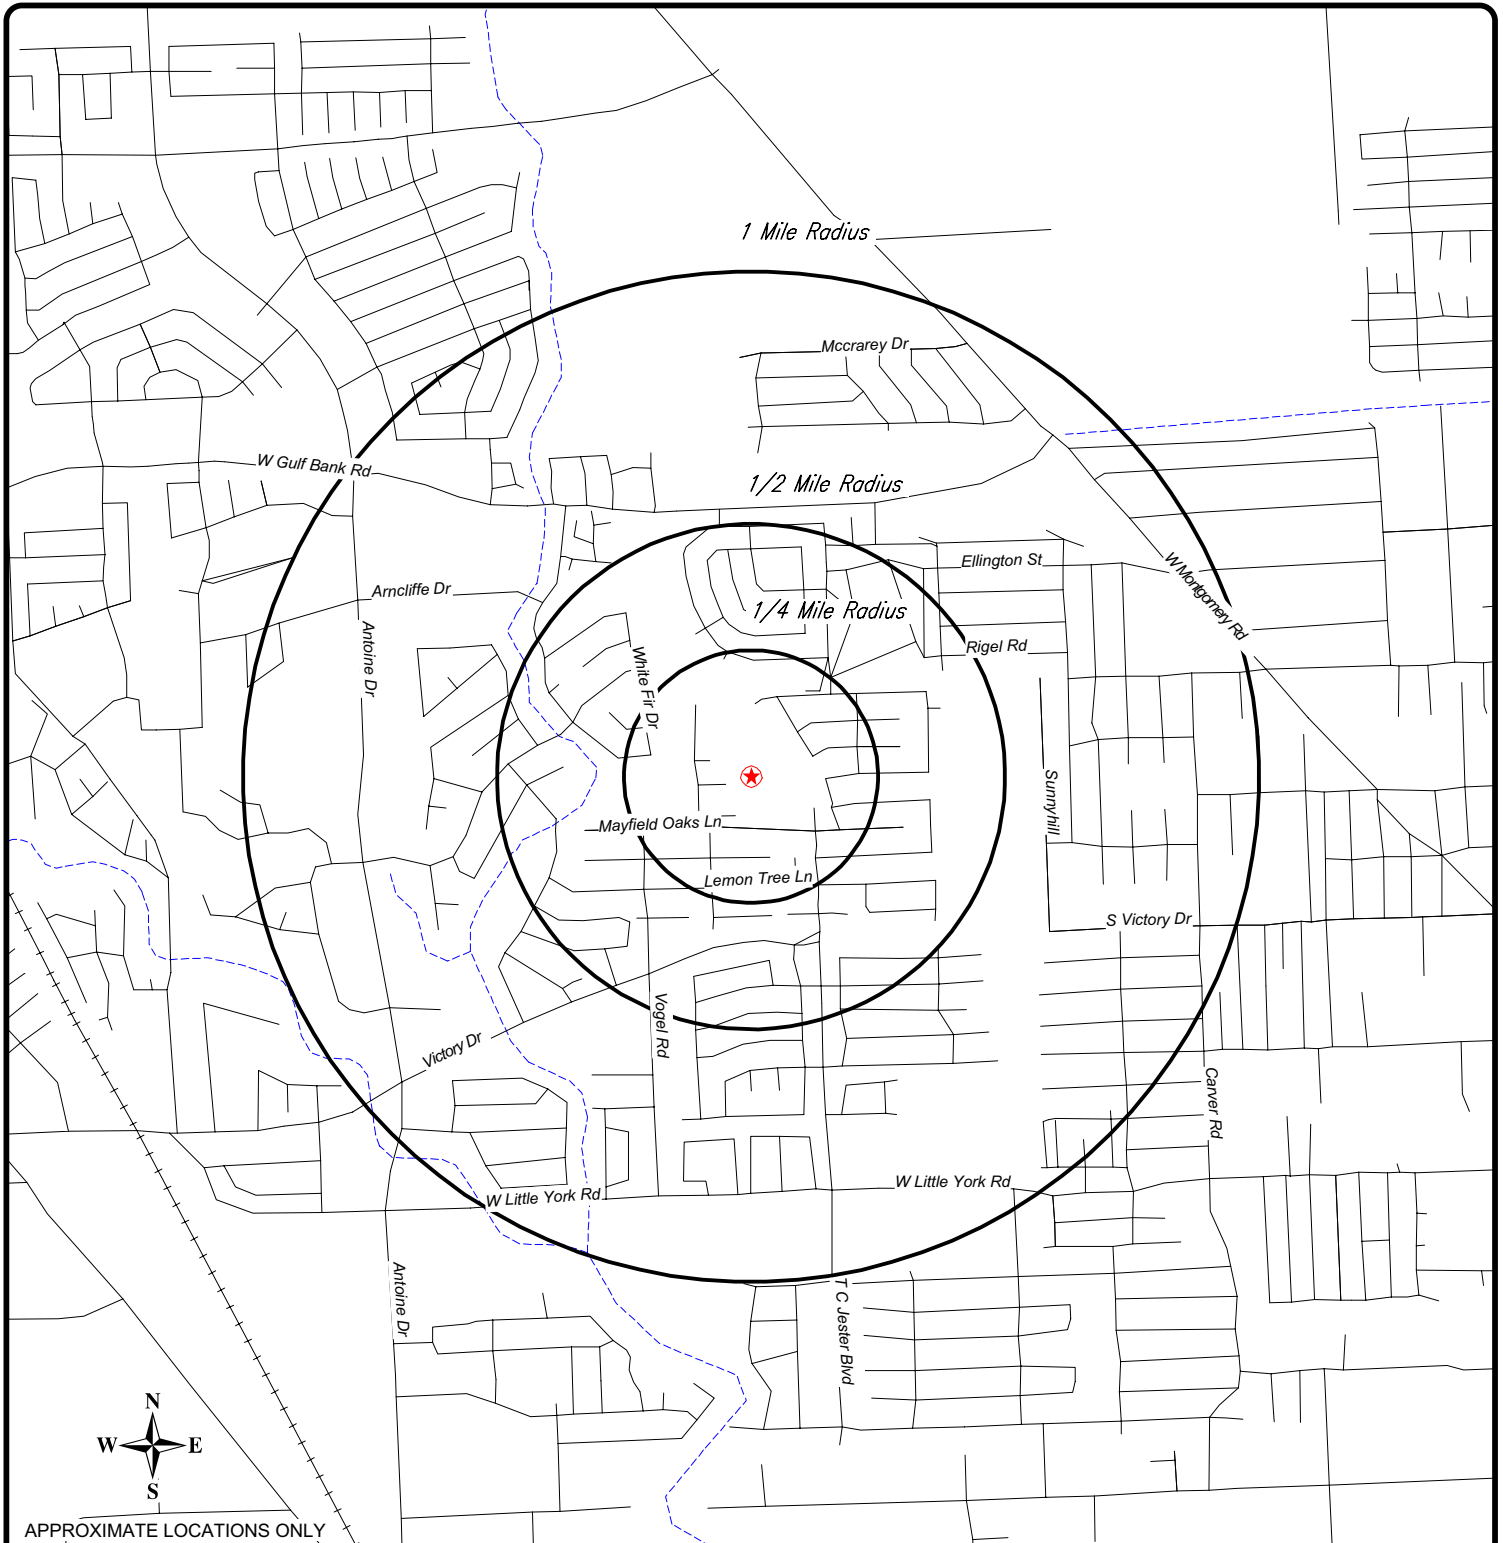 1 Mile Radius
Mccrarey Dr
W Gulf Bank Rd
1/2 Mile Radius
Ellington St
W Montgomery Rd
Arncliffe Dr
1/4 Mile Radius
Antoine Dr
White Fir Dr
Rigel Rd
Sunnyhill
Mayfield Oaks Ln
Lemon Tree Ln
S Victory Dr
Vogel Rd
Victory Dr
Carver Rd
W Little York Rd
W Little York Rd
Antoine Dr
T C Jester Blvd
N
W E
S
APPROXIMATE LOCATIONS ONLY